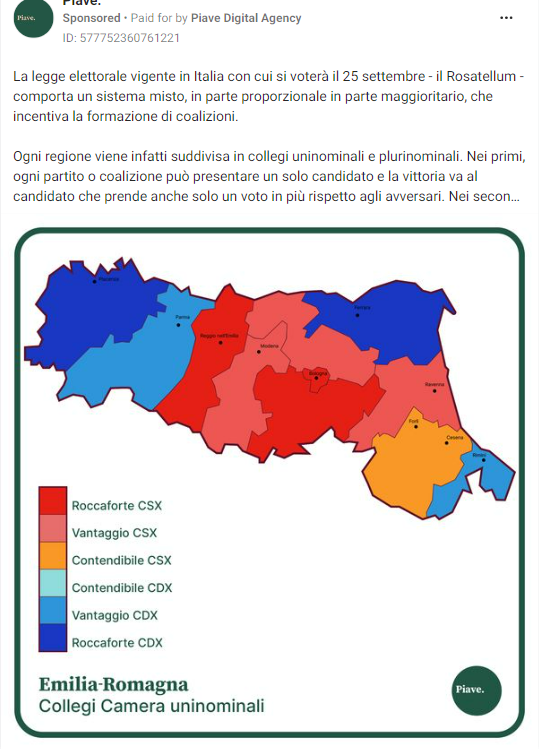 Piave.
Piave.
Sponsored • Paid for by Piave Digital Agency
ID: 577752360761221
La legge elettorale vigente in Italia con cui si voterà il 25 settembre - il Rosatellum -
comporta un sistema misto, in parte proporzionale in parte maggioritario, che
incentiva la formazione di coalizioni.
Ogni regione viene infatti suddivisa in collegi uninominali e plurinominali. Nei primi,
ogni partito o coalizione può presentare un solo candidato e la vittoria va al
candidato che prende anche solo un voto in più rispetto agli avversari. Nei secon...
Piacenza
Parma
Reggio nell'Emilia
Modena
Bologna
Ferrara
Ravenna
Forlì
Cesena
Rimini
Roccaforte CSX
Vantaggio CSX
Contendibile CSX
Contendibile CDX
Vantaggio CDX
Roccaforte CDX
Emilia-Romagna
Collegi Camera uninominali
Piave.